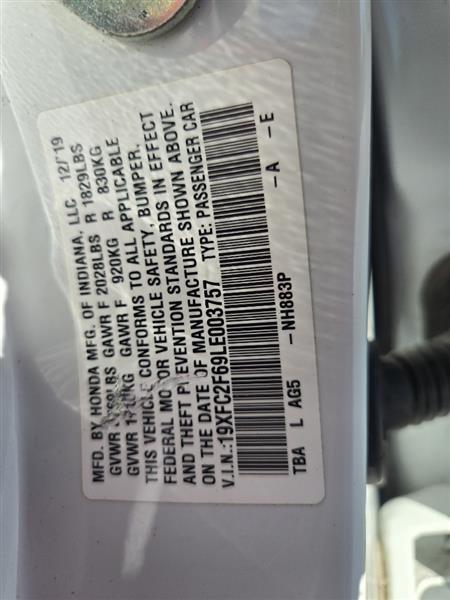 MFD. BY HONDA MFG. OF INDIANA, LLC 12/'19
GVWR LBS GAWR F 2028LBS R 1829LBS
GVWR KG GAWR F 920KG R 830KG
THIS VEHICLE CONFORMS TO ALL APPLICABLE
FEDERAL MOTOR VEHICLE SAFETY, BUMPER,
AND THEFT PREVENTION STANDARDS IN EFFECT
ON THE DATE OF MANUFACTURE SHOWN ABOVE.
V.I.N.:19XFC2F69LE003757 TYPE: PASSENGER CAR
TBA L AG5 -NH883P -A -E